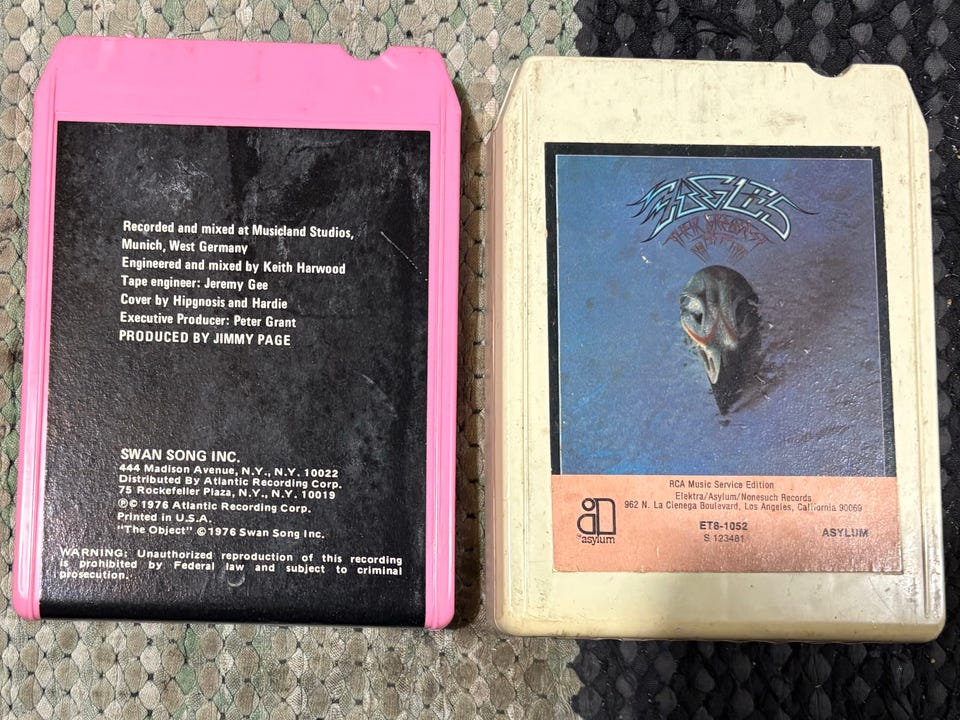 Recorded and mixed at Musicland Studios,
Munich, West Germany
Engineered and mixed by Keith Harwood
Tape engineer: Jeremy Gee
Cover by Hipgnosis and Hardie
Executive Producer: Peter Grant
PRODUCED BY JIMMY PAGE
SWAN SONG INC.
444 Madison Avenue, N.Y., N.Y. 10022
Distributed By Atlantic Recording Corp.
75 Rockefeller Plaza, N.Y., N.Y. 10019
℗© 1976 Atlantic Recording Corp.
Printed in U.S.A.
"The Object" © 1976 Swan Song Inc.
WARNING: Unauthorized reproduction of this recording
is prohibited by Federal law and subject to criminal
prosecution.
EAGLES
THEIR GREATEST
HITS
RCA Music Service Edition
Elektra/Asylum/Nonesuch Records
962 N. La Cienega Boulevard, Los Angeles, California 90069
asylum
ET8-1052
S 123481
ASYLUM